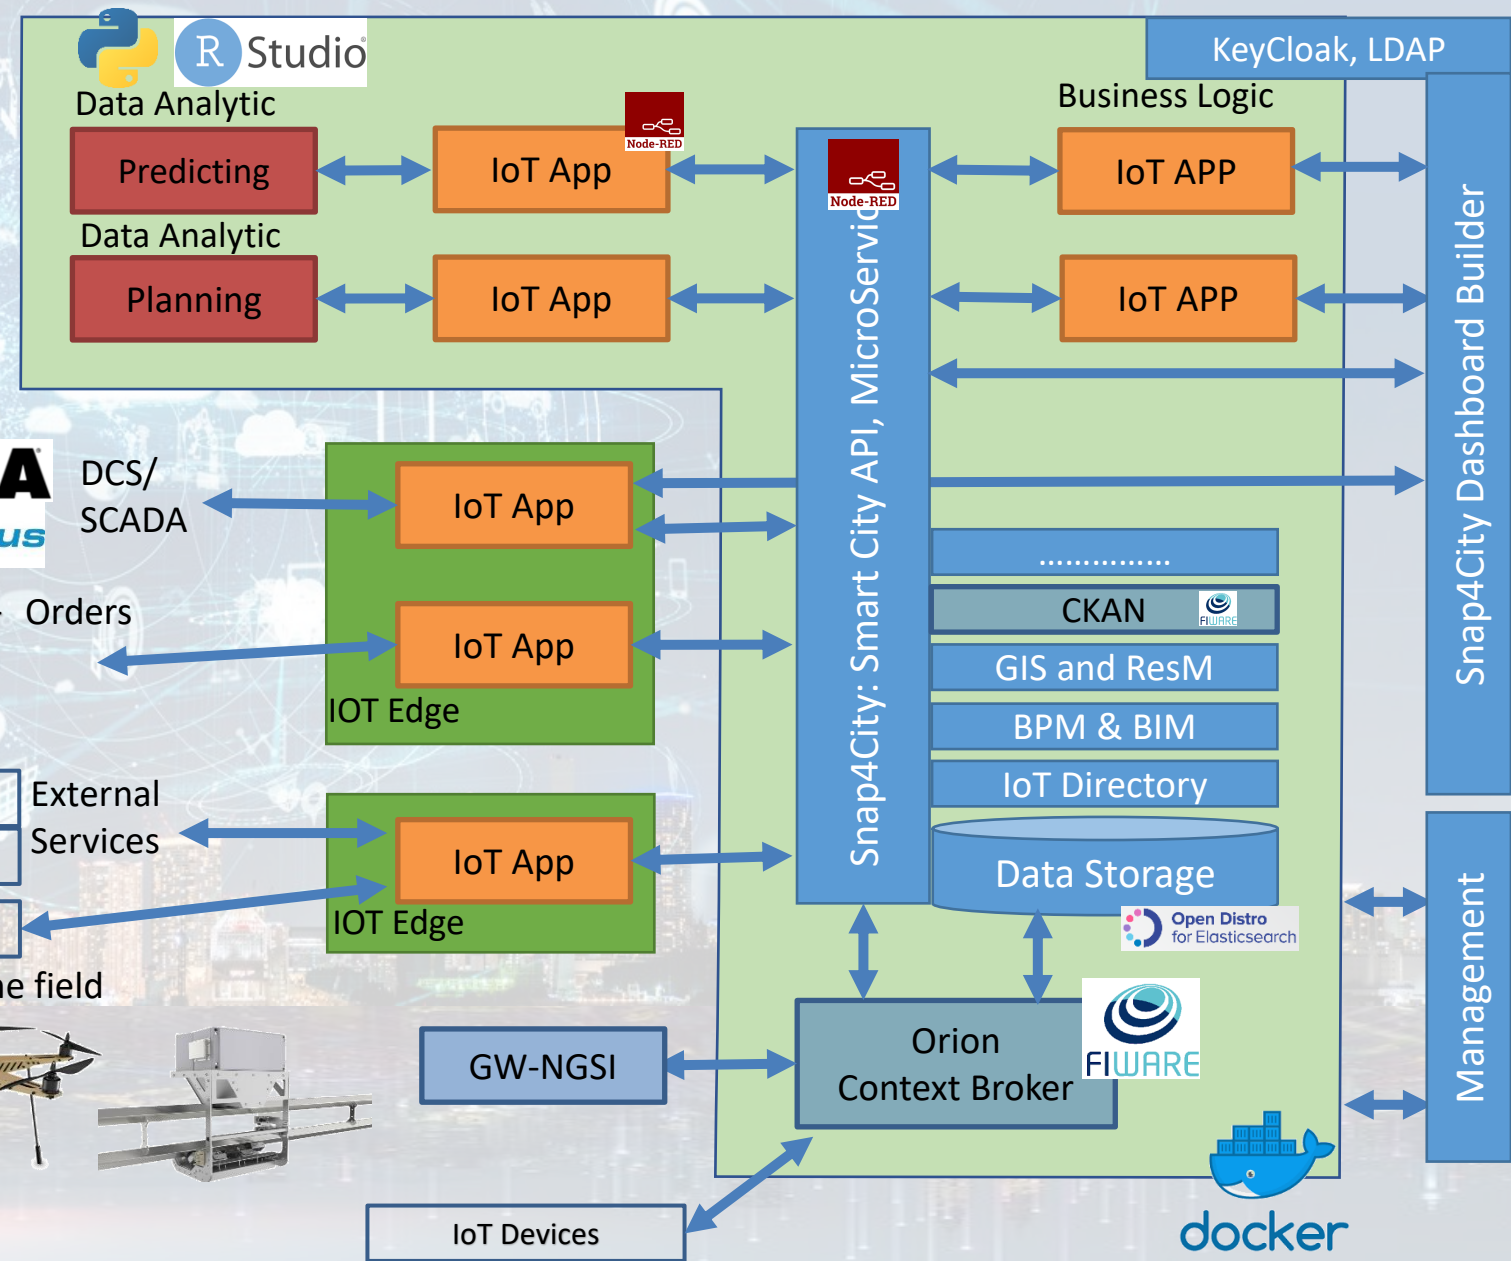 R Studio
KeyCloak, LDAP
Data Analytic
Business Logic
Predicting
IoT App
Node-RED
Node-RED
IoT APP
Data Analytic
Planning
IoT App
IoT APP
Snap4City: Smart City API, MicroServic
Snap4City Dashboard Builder
DCS/
SCADA
IoT App
us
Orders
IoT App
IOT Edge
...............
CKAN
FIWARE
GIS and ResM
BPM & BIM
IoT Directory
External
Services
IoT App
IOT Edge
Data Storage
Open Distro
for Elasticsearch
Management
field
GW-NGSI
Orion
Context Broker
FIWARE
IoT Devices
docker